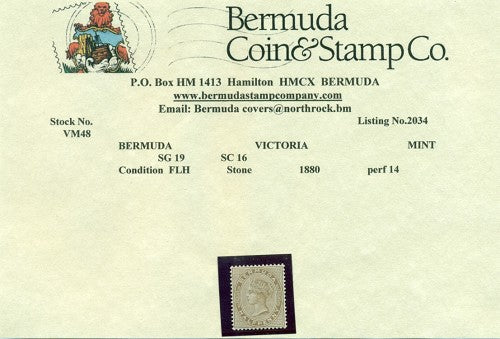 Bermuda
Coin&Stamp Co.
P.O. Box HM 1413 Hamilton HMCX BERMUDA
www.bermudastampcompany.com
Email: Bermuda covers@northrock.bm
Stock No. Listing No.2034
VM48
BERMUDA VICTORIA MINT
SG 19 SC 16
Condition FLH Stone 1880 perf 14